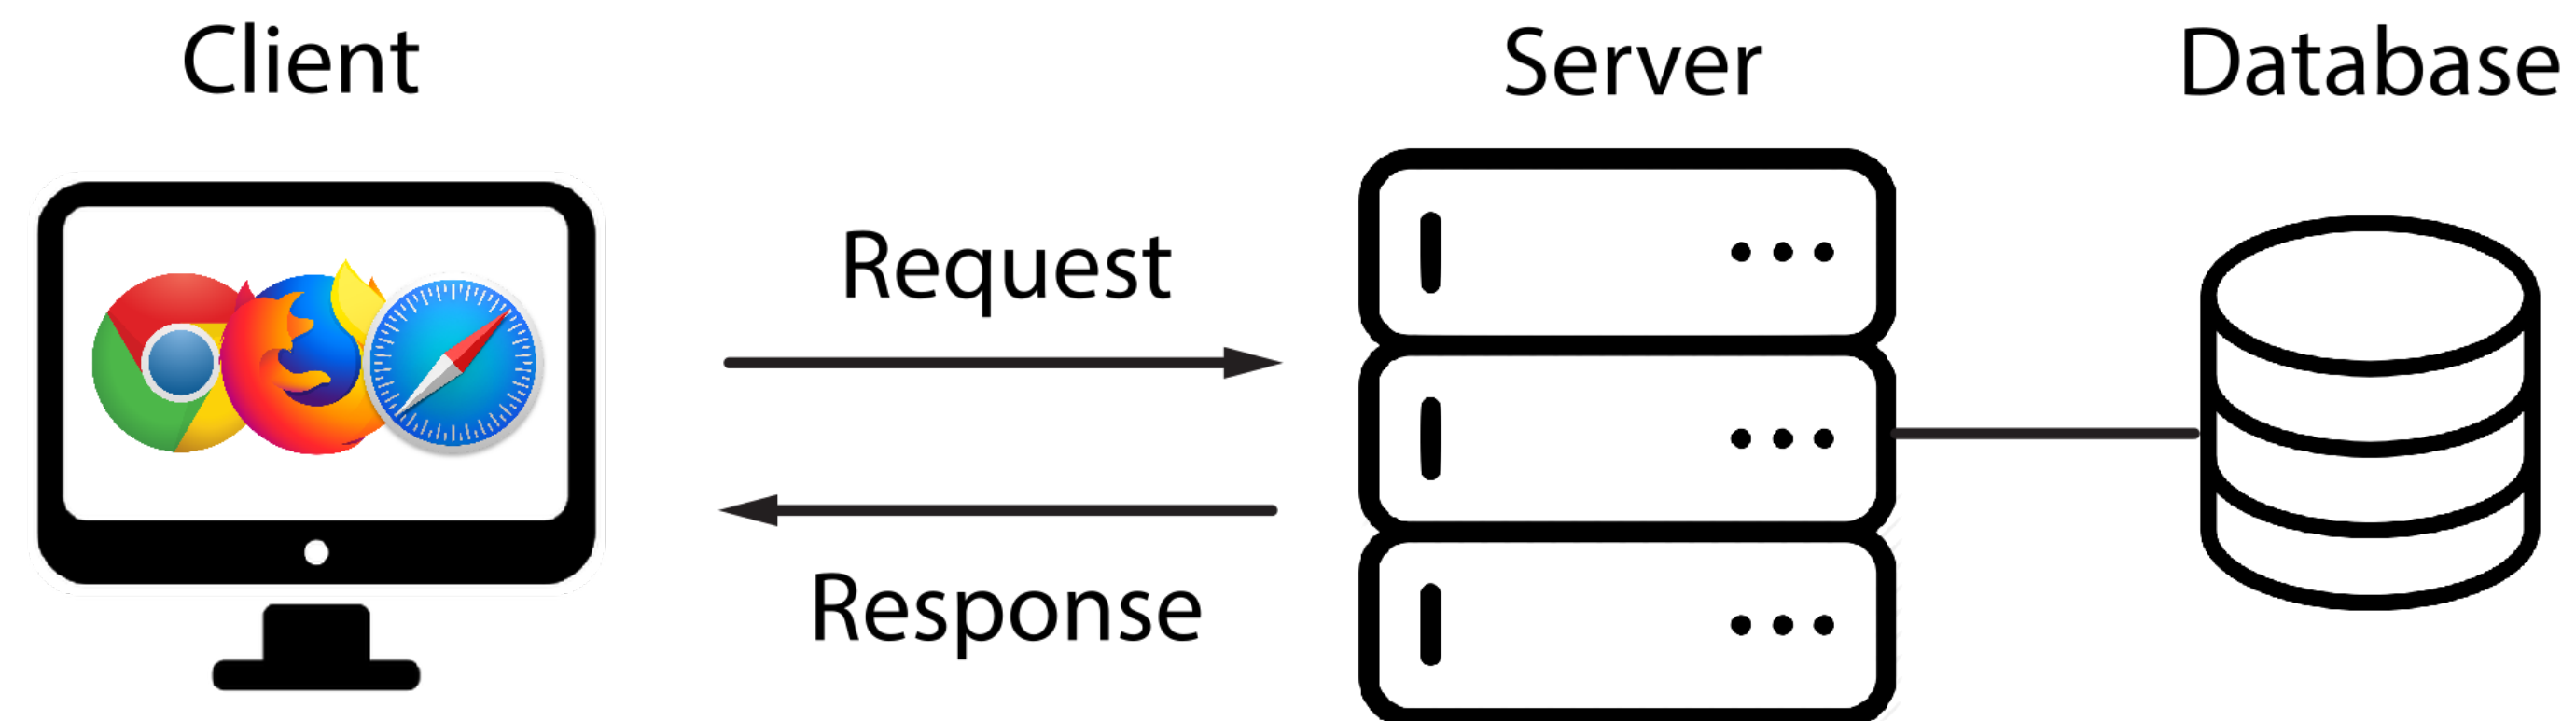 Client
Server
Database
Request
Response